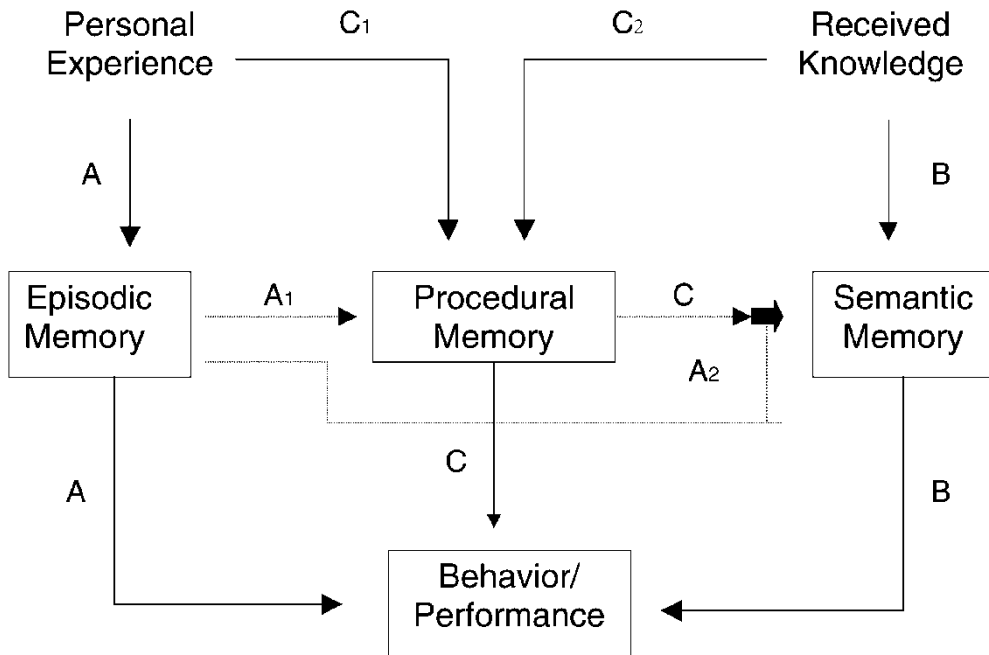 Personal
Experience
C1
C2
Received
Knowledge
A
B
Episodic
Memory
A1
Procedural
Memory
C
Semantic
Memory
A2
A
C
B
Behavior/
Performance